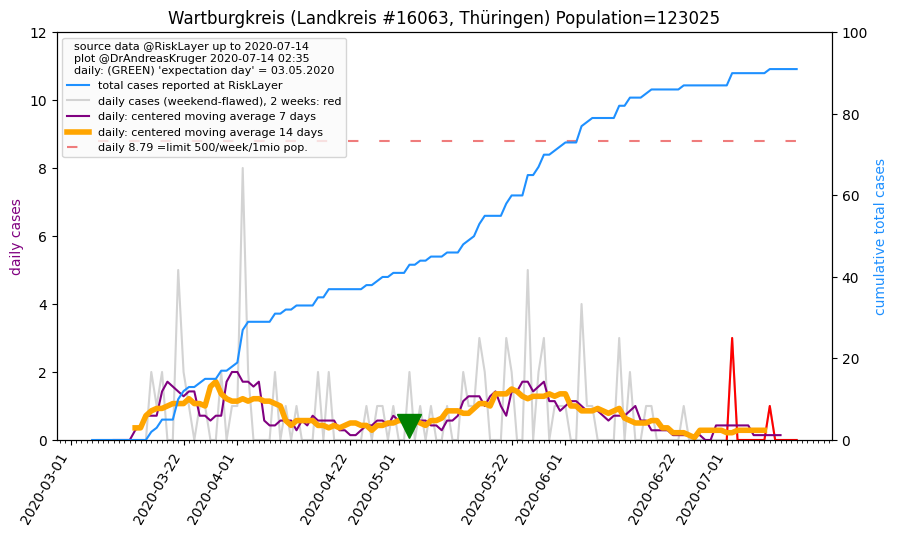 Wartburgkreis (Landkreis #16063, Thüringen) Population=123025
source data @RiskLayer up to 2020-07-14
plot @DrAndreasKruger 2020-07-14 02:35
daily: (GREEN) 'expectation day' = 03.05.2020
total cases reported at RiskLayer
daily cases (weekend-flawed), 2 weeks: red
daily: centered moving average 7 days
daily: centered moving average 14 days
daily 8.79 =limit 500/week/1mio pop.
daily cases
12
10
8
6
4
2
0
cumulative total cases
100
80
60
40
20
0
2020-03-01
2020-03-22
2020-04-01
2020-04-22
2020-05-01
2020-05-22
2020-06-01
2020-06-22
2020-07-01